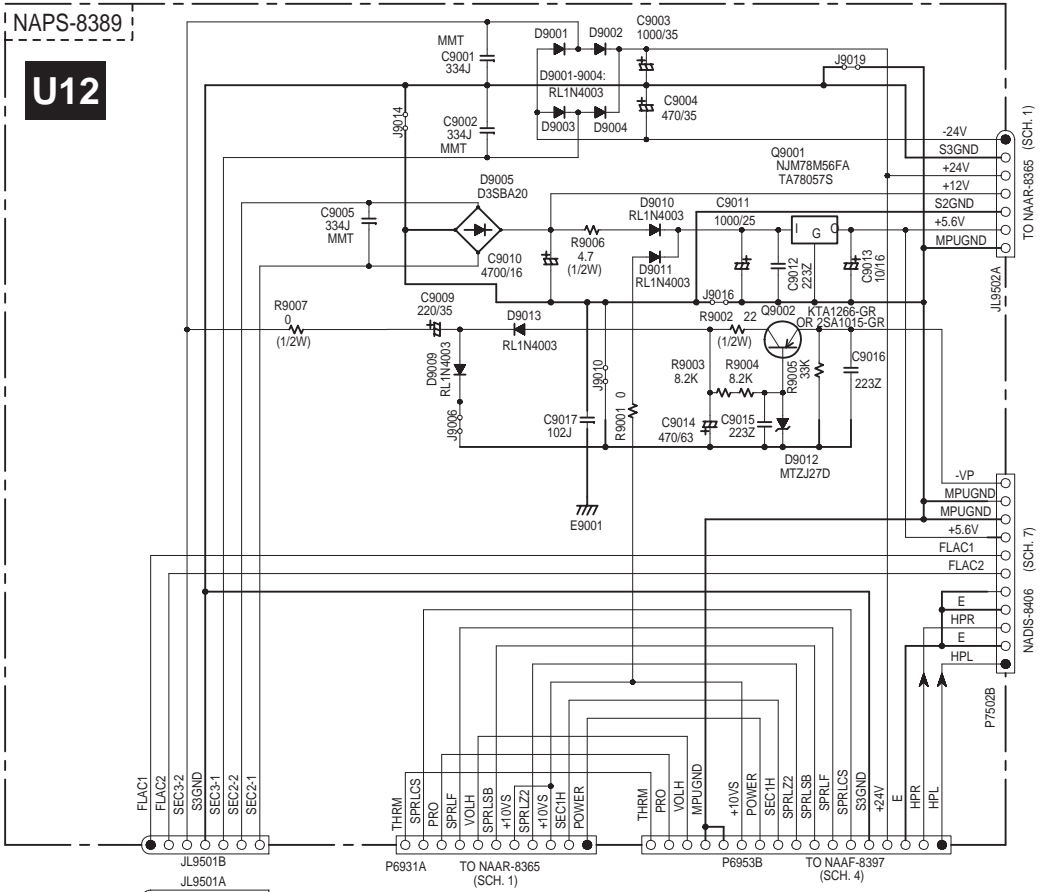 NAPS-8389
U12
MMT
C9001
334J
D9001
D9002
C9003
1000/35
D9001-9004:
RL1N4003
C9004
470/35
D9003
D9004
C9002
334J
MMT
J9014
J9019
-24V
S3GND
+24V
+12V
S2GND
+5.6V
MPUGND
TO NAAR-8365 (SCH. 1)
JL9502A
Q9001
NJM78M56FA
TA78057S
D9005
D3SBA20
C9005
334J
MMT
C9010
4700/16
R9006
4.7
(1/2W)
D9010
RL1N4003
D9011
RL1N4003
C9011
1000/25
I
G
O
C9012
223Z
C9013
10/16
J9016
R9007
0
(1/2W)
C9009
220/35
D9013
RL1N4003
D9009
RL1N4003
J9006
R9002 22
(1/2W)
Q9002
KTA1266-GR
OR 2SA1015-GR
R9003
8.2K
R9004
8.2K
R9005
33K
C9016
223Z
J9010
R9001 0
C9017
102J
C9014
470/63
C9015
223Z
D9012
MTZJ27D
E9001
-VP
MPUGND
MPUGND
+5.6V
FLAC1
FLAC2
E
HPR
E
HPL
NADIS-8406 (SCH. 7)
P7502B
FLAC1
FLAC2
SEC3-2
S3GND
SEC3-1
SEC2-2
SEC2-1
JL9501B
JL9501A
THRM
SPRLCS
PRO
SPRLF
VOLH
SPRLSB
+10VS
SPRLZ2
+10VS
SEC1H
POWER
P6931A
TO NAAR-8365
(SCH. 1)
THRM
PRO
VOLH
MPUGND
+10VS
POWER
SEC1H
SPRLZ2
SPRLSB
SPRLF
SPRLCS
S3GND
+24V
E
HPR
HPL
P6953B
TO NAAF-8397
(SCH. 4)